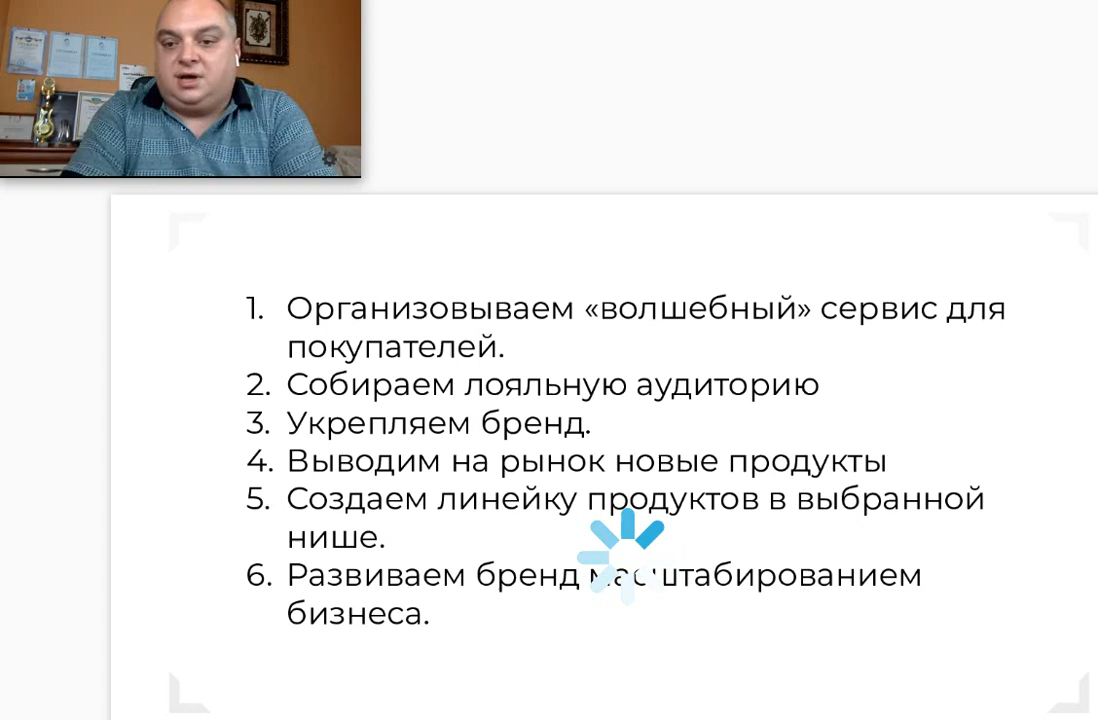 1. Организовываем «волшебный» сервис для
покупателей.
2. Собираем лояльную аудиторию
3. Укрепляем бренд.
4. Выводим на рынок новые продукты
5. Создаем линейку продуктов в выбранной
нише.
6. Развиваем бренд масштабированием
бизнеса.